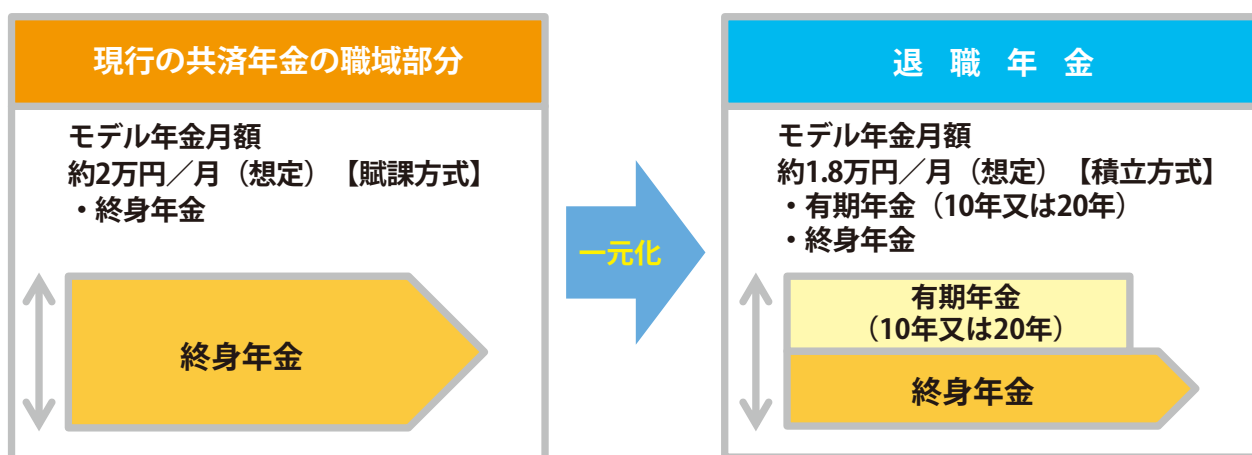 現行の共済年金の職域部分
モデル年金月額
約2万円／月（想定）【賦課方式】
・終身年金
終身年金
一元化
退職年金
モデル年金月額
約1.8万円／月（想定）【積立方式】
・有期年金（10年又は20年）
・終身年金
有期年金
（10年又は20年）
終身年金